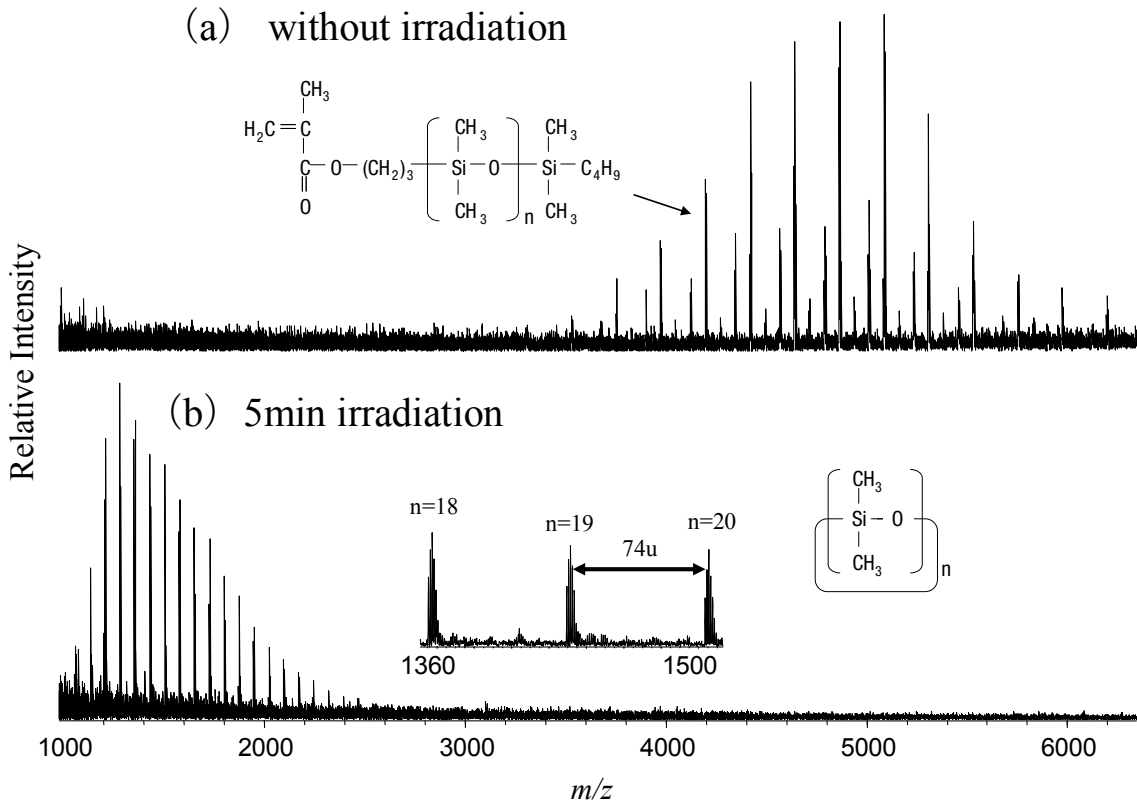 (a) without irradiation
CH3
H2C=C
CH3 CH3
C-O-(CH2)3 Si-O Si-C4H9
O
CH3 n CH3
Relative Intensity
(b) 5min irradiation
n=18
n=19
n=20
74u
1360
1500
CH3
Si-O
CH3
n
1000 2000 3000 4000 5000 6000
m/z